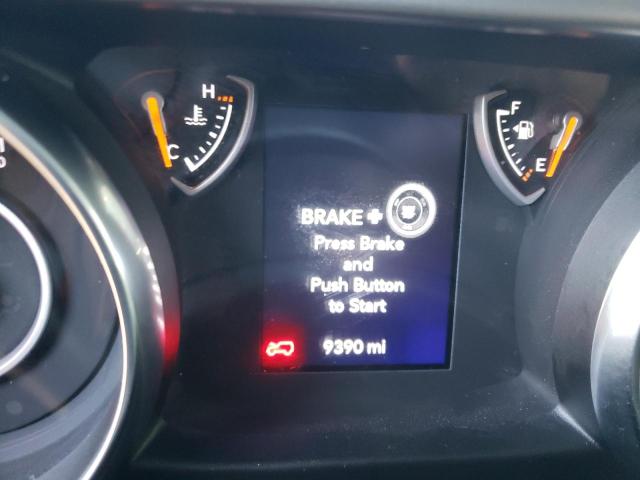 H
C
F
E
BRAKE +
Press Brake
and
Push Button
to Start
9390 mi